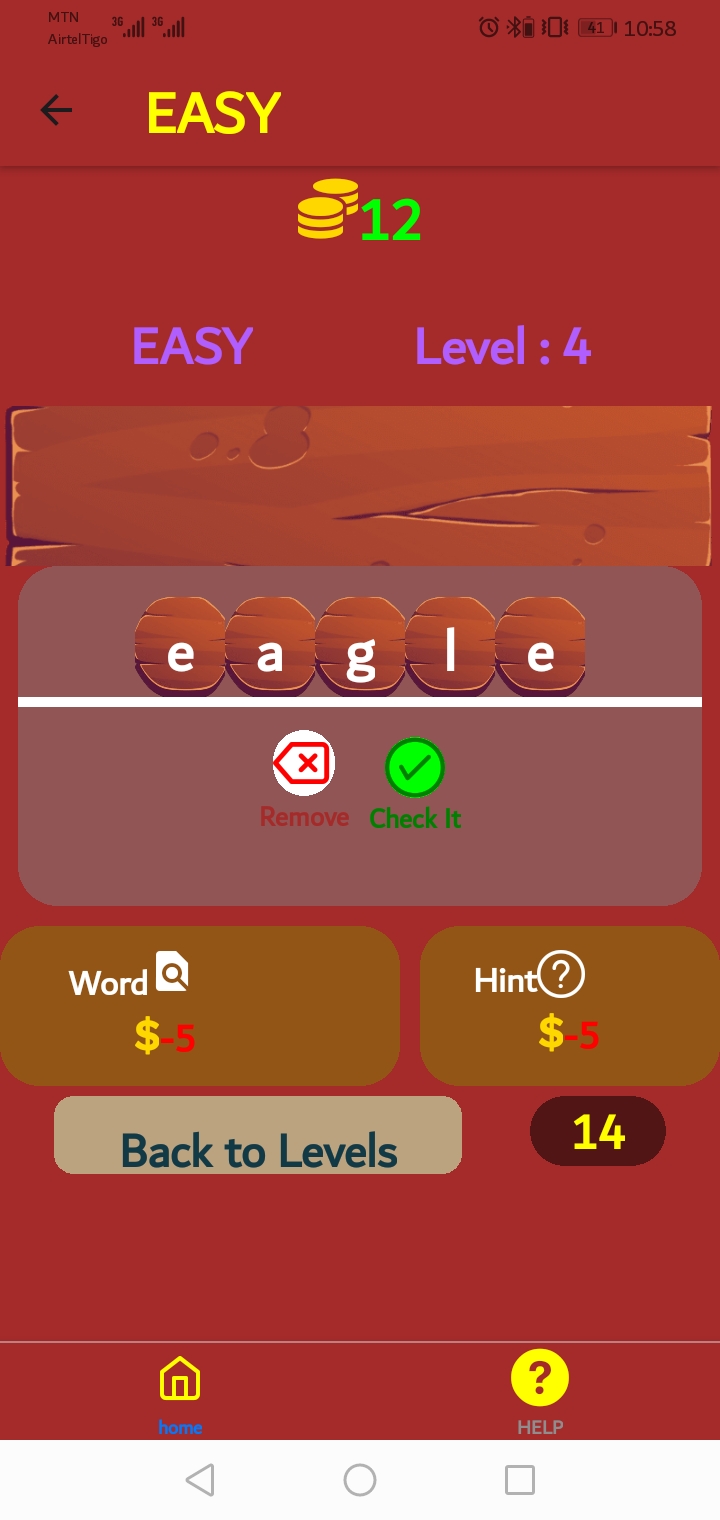 MTN
AirtelTigo
3G 3G
41 10:58
EASY
12
EASY Level : 4
e a g l e
Remove Check It
Word Hint
$-5 $-5
Back to Levels 14
home HELP